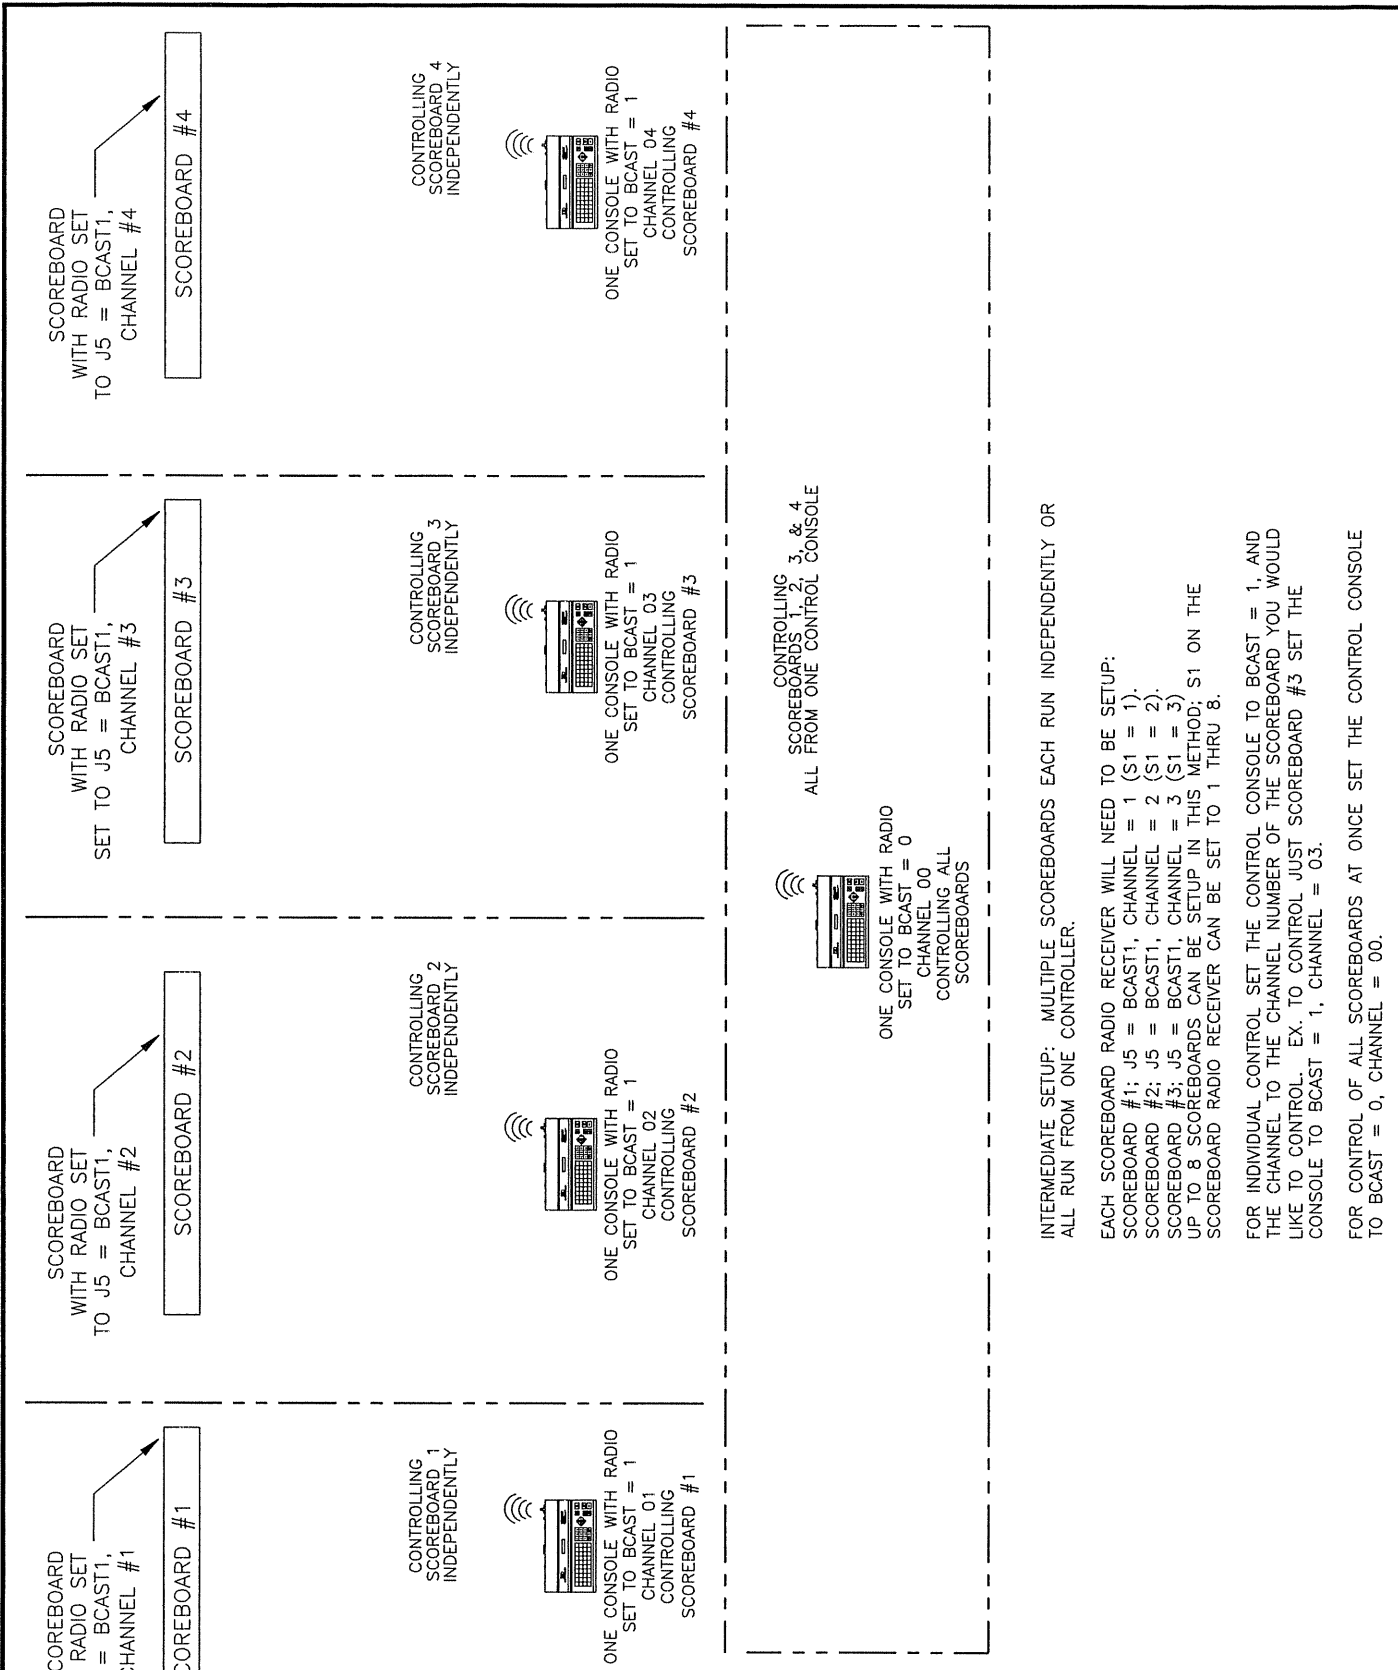 SCOREBOARD
RADIO SET
= BCAST1,
CHANNEL #1
SCOREBOARD #1
CONTROLLING
SCOREBOARD 1
INDEPENDENTLY
ONE CONSOLE WITH RADIO
SET TO BCAST = 1
CHANNEL 01
CONTROLLING
SCOREBOARD #1
SCOREBOARD
WITH RADIO SET
TO J5 = BCAST1,
CHANNEL #2
SCOREBOARD #2
CONTROLLING
SCOREBOARD 2
INDEPENDENTLY
ONE CONSOLE WITH RADIO
SET TO BCAST = 1
CHANNEL 02
CONTROLLING
SCOREBOARD #2
SCOREBOARD
WITH RADIO SET
SET TO J5 = BCAST1,
CHANNEL #3
SCOREBOARD #3
CONTROLLING
SCOREBOARD 3
INDEPENDENTLY
ONE CONSOLE WITH RADIO
SET TO BCAST = 1
CHANNEL 03
CONTROLLING
SCOREBOARD #3
SCOREBOARD
WITH RADIO SET
TO J5 = BCAST1,
CHANNEL #4
SCOREBOARD #4
CONTROLLING
SCOREBOARD 4
INDEPENDENTLY
ONE CONSOLE WITH RADIO
SET TO BCAST = 1
CHANNEL 04
CONTROLLING
SCOREBOARD #4
CONTROLLING
SCOREBOARDS 1, 2, 3, & 4
ALL FROM ONE CONTROL CONSOLE
ONE CONSOLE WITH RADIO
SET TO BCAST = 0
CHANNEL 00
CONTROLLING ALL
SCOREBOARDS
INTERMEDIATE SETUP: MULTIPLE SCOREBOARDS EACH RUN INDEPENDENTLY OR
ALL RUN FROM ONE CONTROLLER.
EACH SCOREBOARD RADIO RECEIVER WILL NEED TO BE SETUP:
SCOREBOARD #1; J5 = BCAST1, CHANNEL = 1 (S1 = 1).
SCOREBOARD #2; J5 = BCAST1, CHANNEL = 2 (S1 = 2).
SCOREBOARD #3; J5 = BCAST1, CHANNEL = 3 (S1 = 3)
UP TO 8 SCOREBOARDS CAN BE SETUP IN THIS METHOD; S1 ON THE
SCOREBOARD RADIO RECEIVER CAN BE SET TO 1 THRU 8.
FOR INDIVIDUAL CONTROL SET THE CONTROL CONSOLE TO BCAST = 1, AND
THE CHANNEL TO THE CHANNEL NUMBER OF THE SCOREBOARD YOU WOULD
LIKE TO CONTROL. EX. TO CONTROL JUST SCOREBOARD #3 SET THE
CONSOLE TO BCAST = 1, CHANNEL = 03.
FOR CONTROL OF ALL SCOREBOARDS AT ONCE SET THE CONTROL CONSOLE
TO BCAST = 0, CHANNEL = 00.